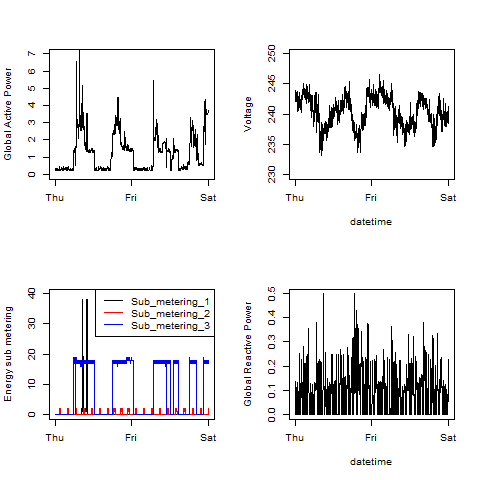 Global Active Power
7
6
5
4
3
2
1
0
Thu Fri Sat
Voltage
250
245
240
235
230
Thu Fri Sat
datetime
Energy sub metering
40
30
20
10
0
Sub_metering_1
Sub_metering_2
Sub_metering_3
Thu Fri Sat
Global Reactive Power
0.5
0.4
0.3
0.2
0.1
0.0
Thu Fri Sat
datetime